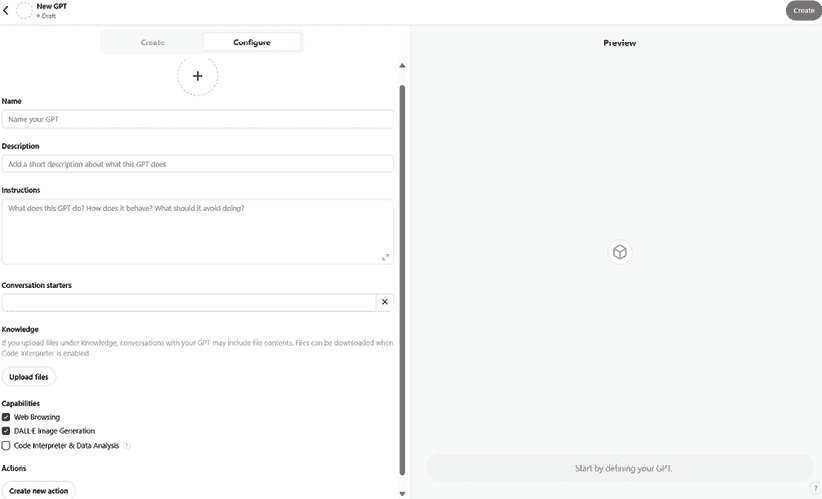 New GPT
Draft
Create
Create
Configure
Preview
Name
Name your GPT
Description
Add a short description about what this GPT does
Instructions
What does this GPT do? How does it behave? What should it avoid doing?
Conversation starters
Knowledge
If you upload files under Knowledge, conversations with your GPT may include file contents. Files can be downloaded when
Code Interpreter is enabled
Upload files
Capabilities
Web Browsing
DALL·E Image Generation
Code Interpreter & Data Analysis ?
Actions
Create new action
Start by defining your GPT.
?